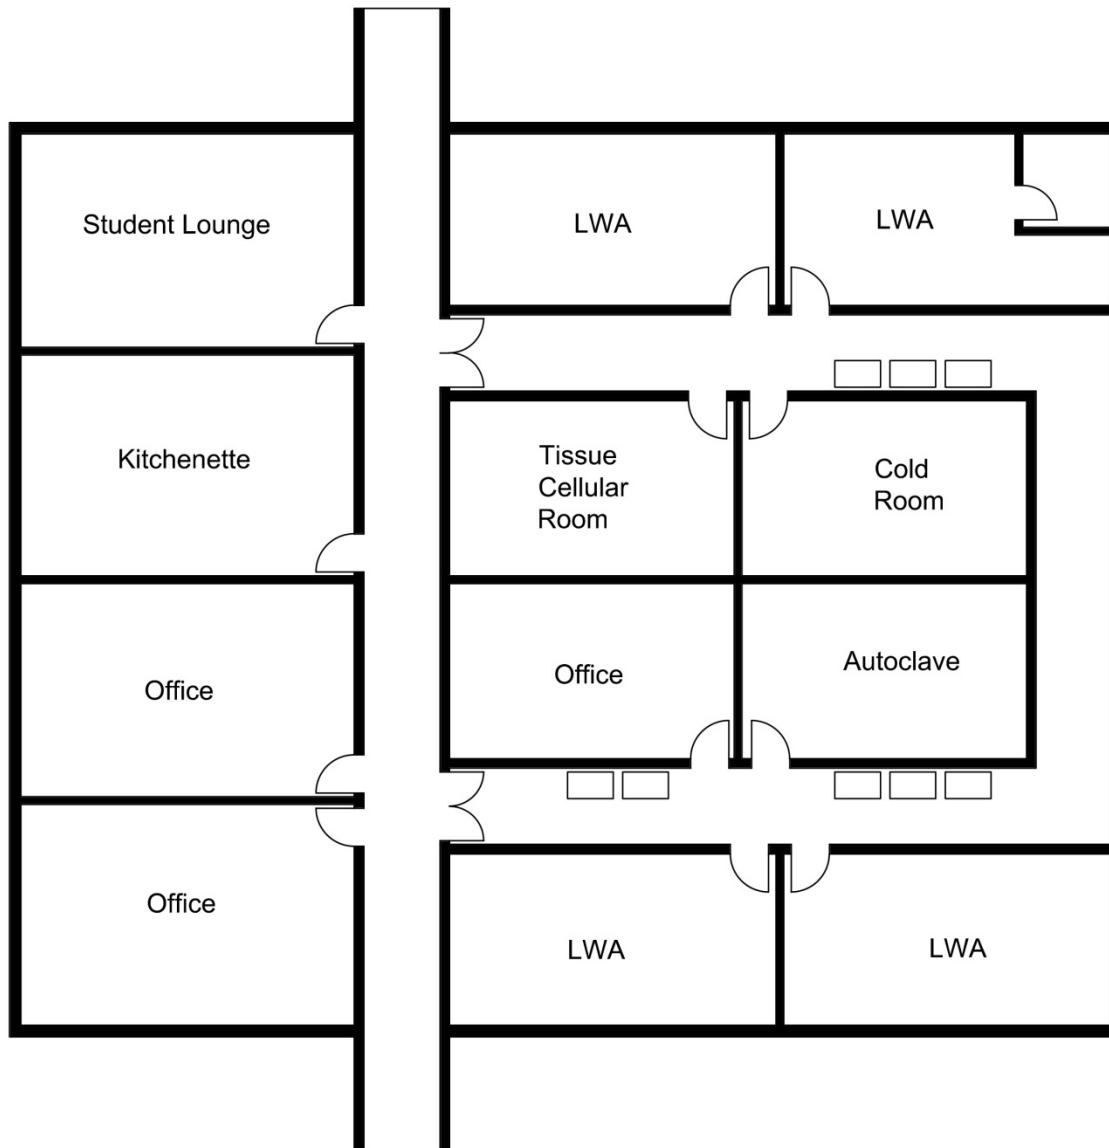 Student Lounge
LWA
LWA
Kitchenette
Tissue
Cellular
Room
Cold
Room
Office
Office
Autoclave
Office
LWA
LWA